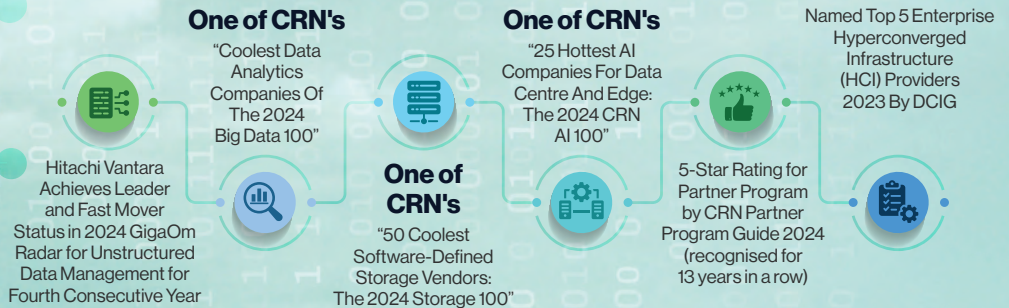 Hitachi Vantara
Achieves Leader
and Fast Mover
Status in 2024 GigaOm
Radar for Unstructured
Data Management for
Fourth Consecutive Year
One of CRN's
“Coolest Data
Analytics
Companies Of
The 2024
Big Data 100”
One of
CRN's
“50 Coolest
Software-Defined
Storage Vendors:
The 2024 Storage 100”
One of CRN's
“25 Hottest AI
Companies For Data
Centre And Edge:
The 2024 CRN
AI 100”
5-Star Rating for
Partner Program
by CRN Partner
Program Guide 2024
(recognised for
13 years in a row)
Named Top 5 Enterprise
Hyperconverged
Infrastructure
(HCI) Providers
2023 By DCIG